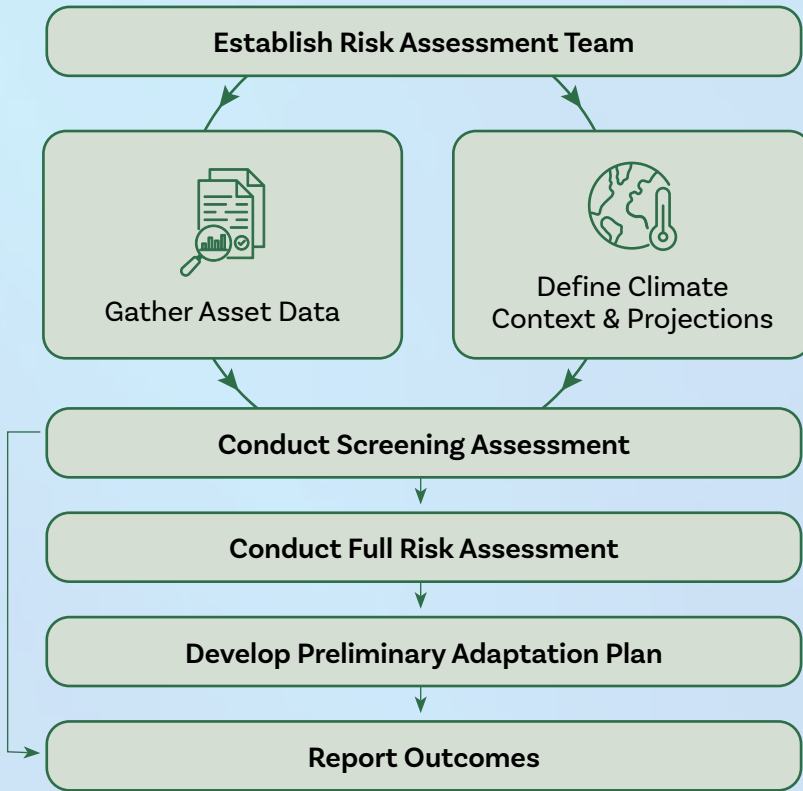 Establish Risk Assessment Team
Gather Asset Data
Define Climate
Context & Projections
Conduct Screening Assessment
Conduct Full Risk Assessment
Develop Preliminary Adaptation Plan
Report Outcomes